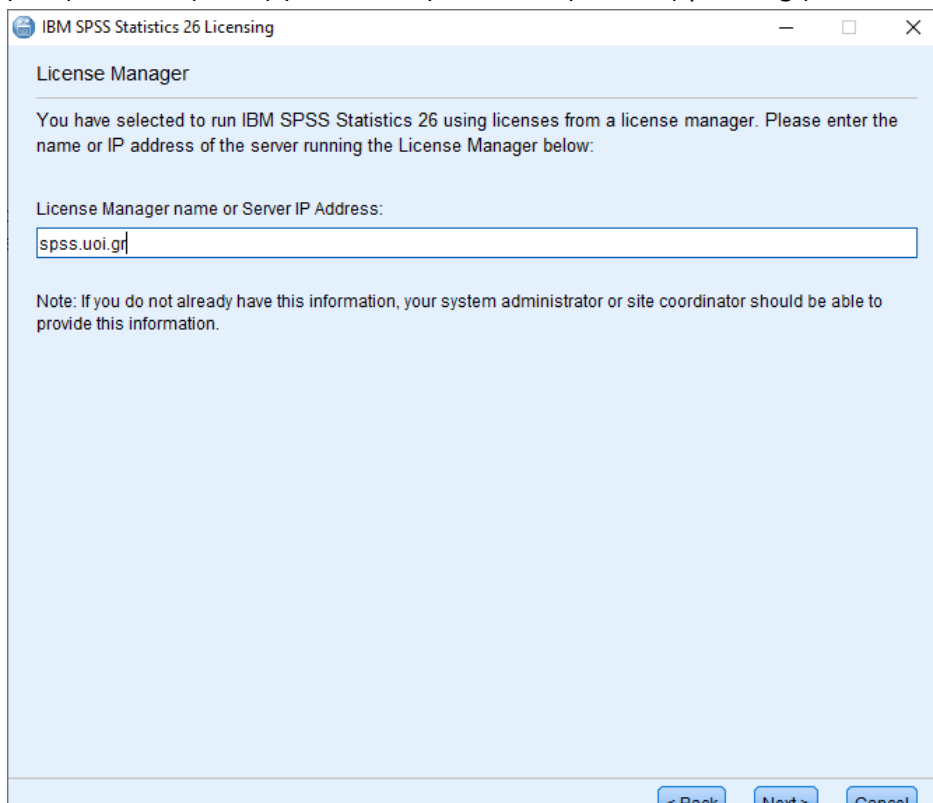 IBM SPSS Statistics 26 Licensing
License Manager
You have selected to run IBM SPSS Statistics 26 using licenses from a license manager. Please enter the
name or IP address of the server running the License Manager below:
License Manager name or Server IP Address:
spss.uoi.gr
Note: If you do not already have this information, your system administrator or site coordinator should be able to
provide this information.
< Back Next > Cancel